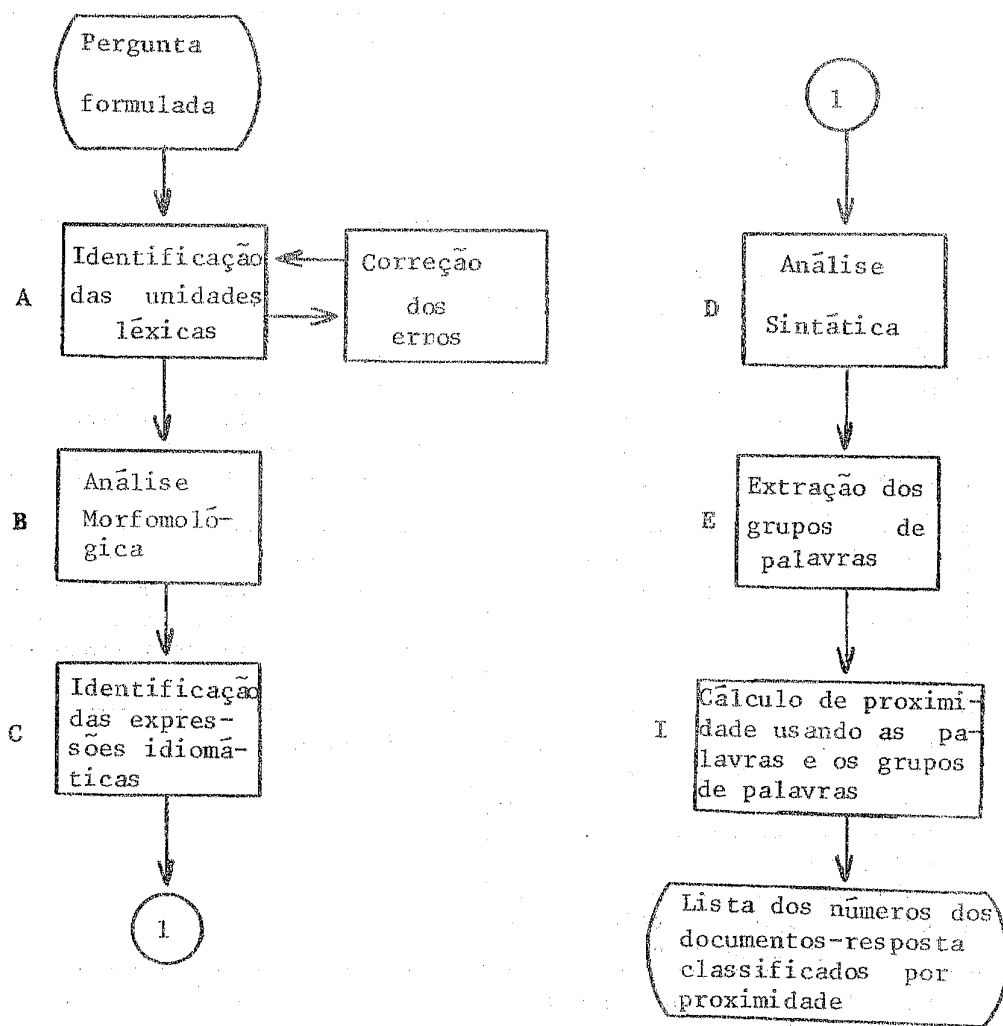 Pergunta
formulada
A
Identificação
das unidades
léxicas
Correção
dos
erros
B
Análise
Morfomoló-
gica
C
Identificação
das expres-
sões idiomá-
ticas
1
1
D
Análise
Sintática
E
Extração dos
grupos de
palavras
I
Cálculo de proximi-
dade usando as pa-
lavras e os grupos
de palavras
Lista dos números dos
documentos-resposta
classificados por
proximidade